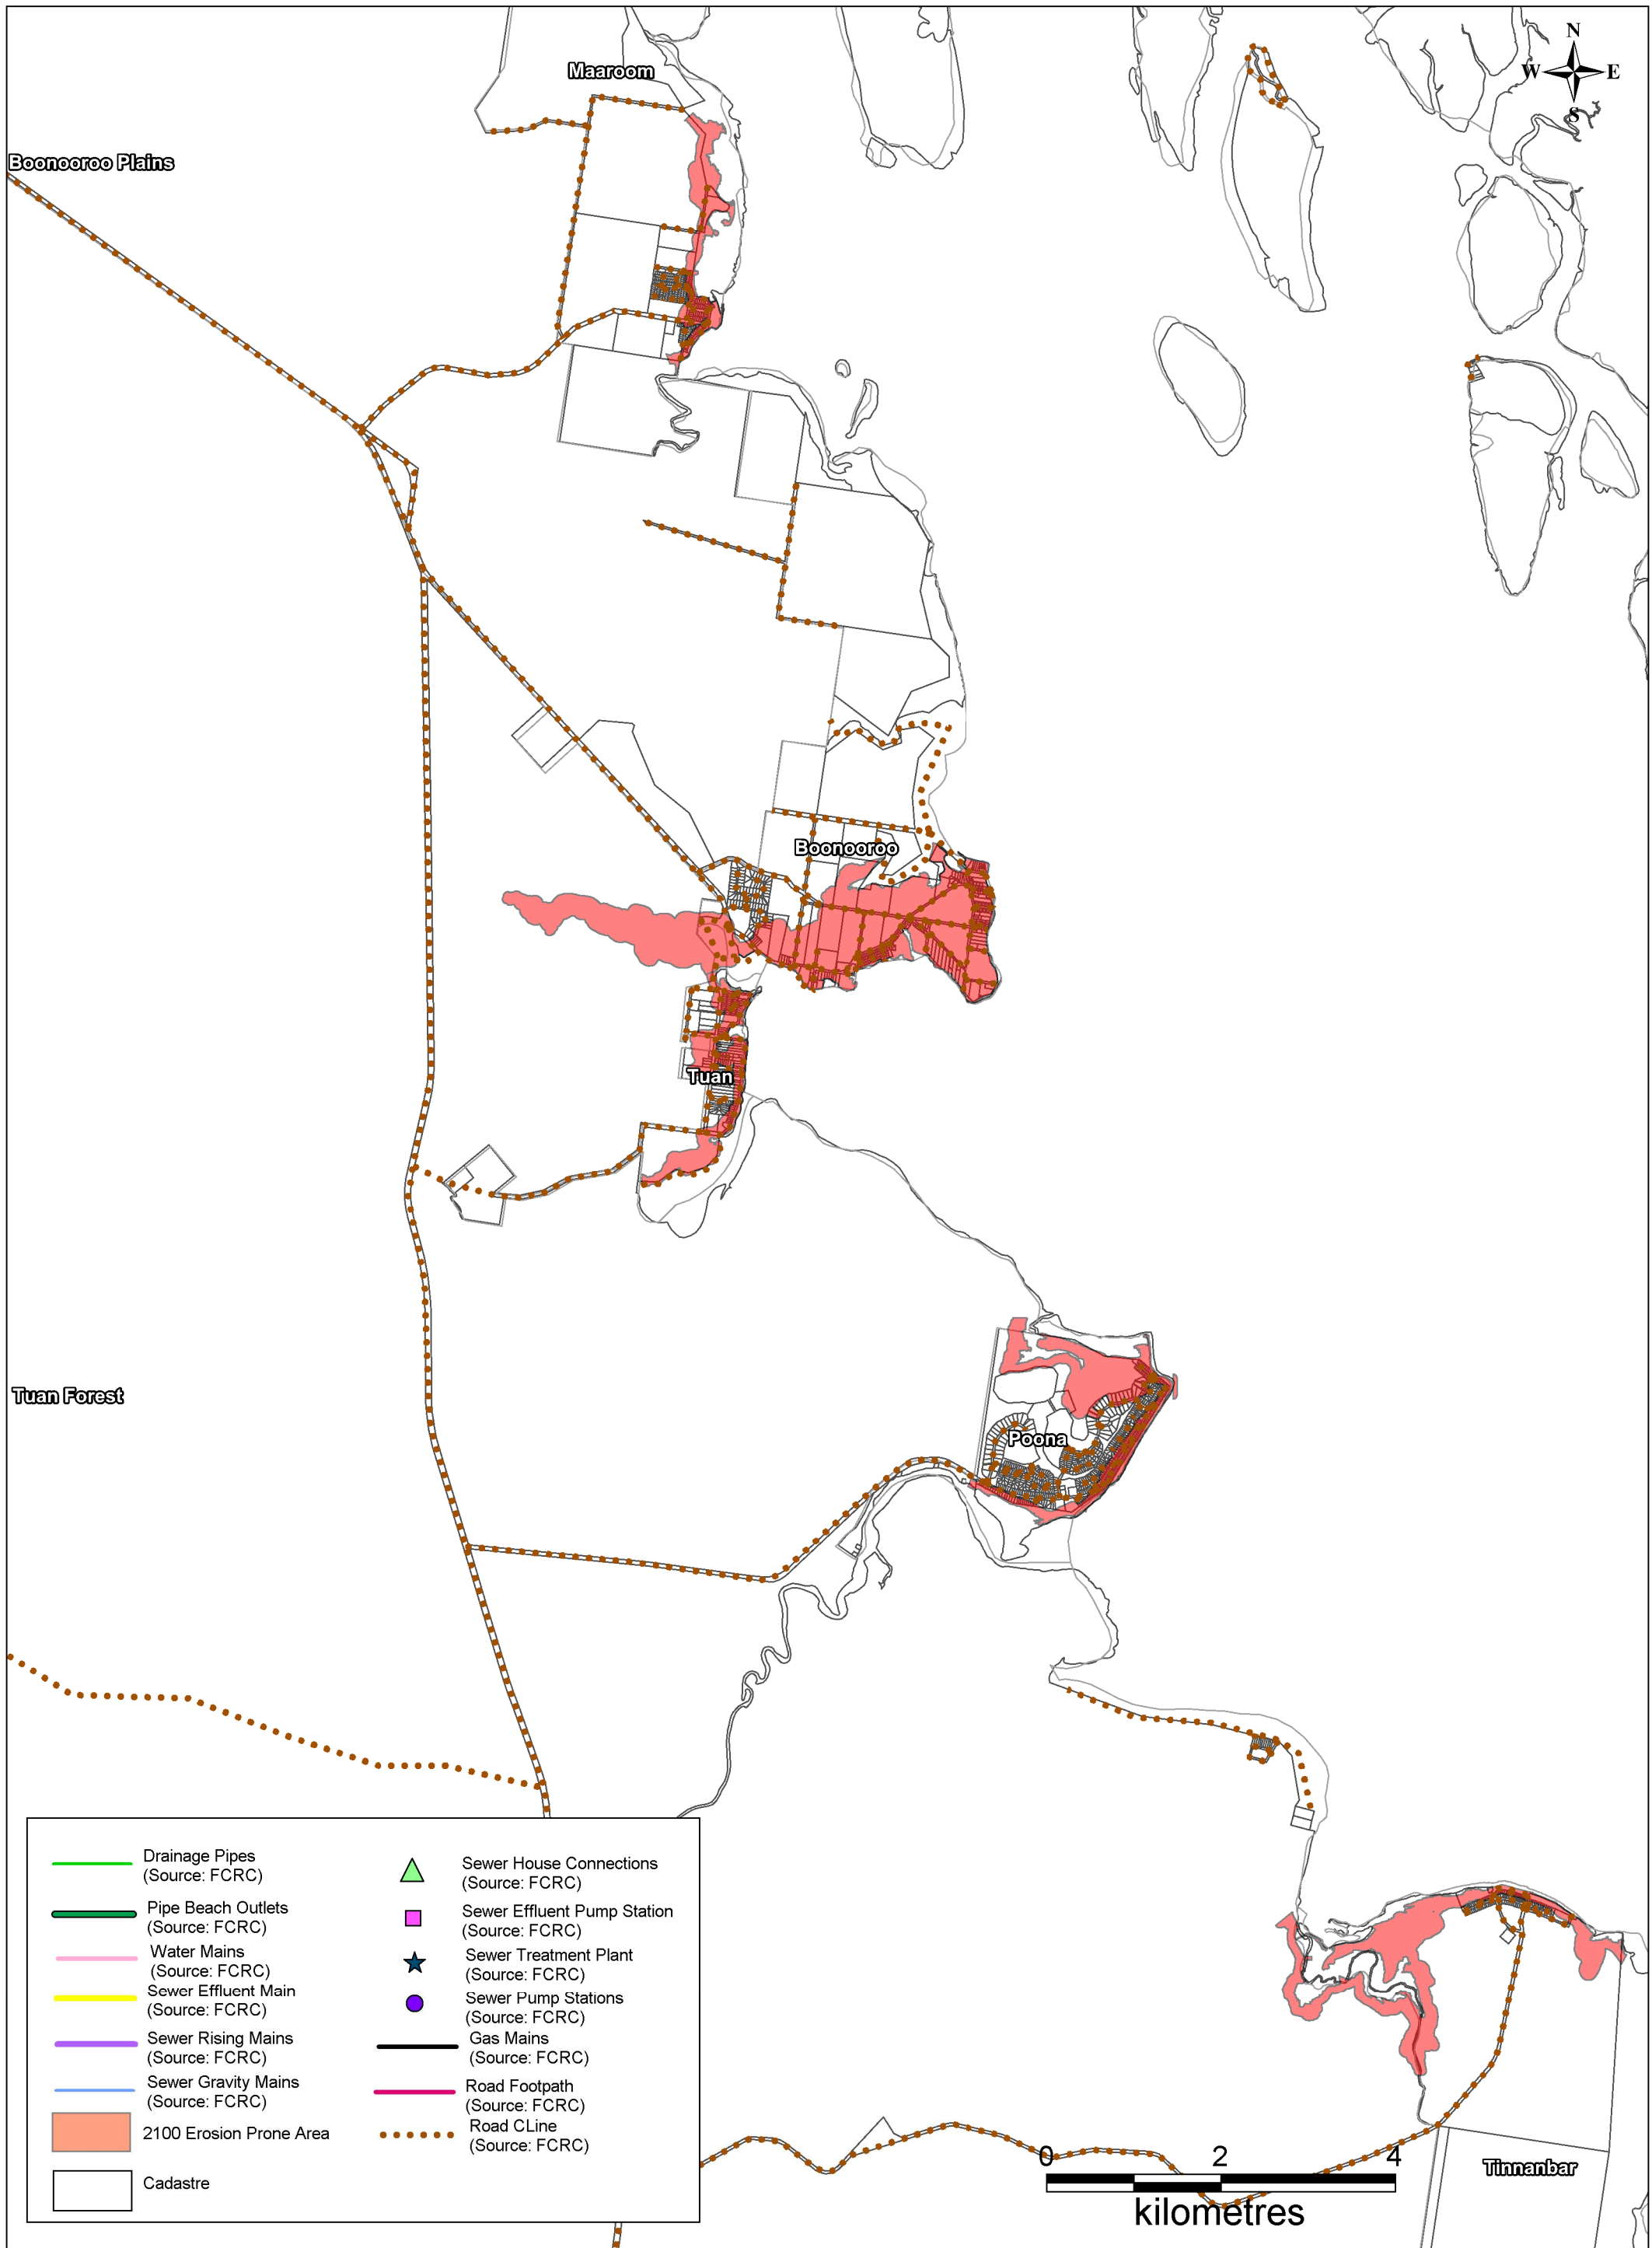 N
W E
S
Maaroom
Boonooroo Plains
Boonooroo
Tuan
Tuan Forest
Poona
Drainage Pipes
(Source: FCRC)
Pipe Beach Outlets
(Source: FCRC)
Water Mains
(Source: FCRC)
Sewer Effluent Main
(Source: FCRC)
Sewer Rising Mains
(Source: FCRC)
Sewer Gravity Mains
(Source: FCRC)
2100 Erosion Prone Area
Cadastre
Sewer House Connections
(Source: FCRC)
Sewer Effluent Pump Station
(Source: FCRC)
Sewer Treatment Plant
(Source: FCRC)
Sewer Pump Stations
(Source: FCRC)
Gas Mains
(Source: FCRC)
Road Footpath
(Source: FCRC)
Road CLine
(Source: FCRC)
0 2 4
kilometres
Tinnanbar